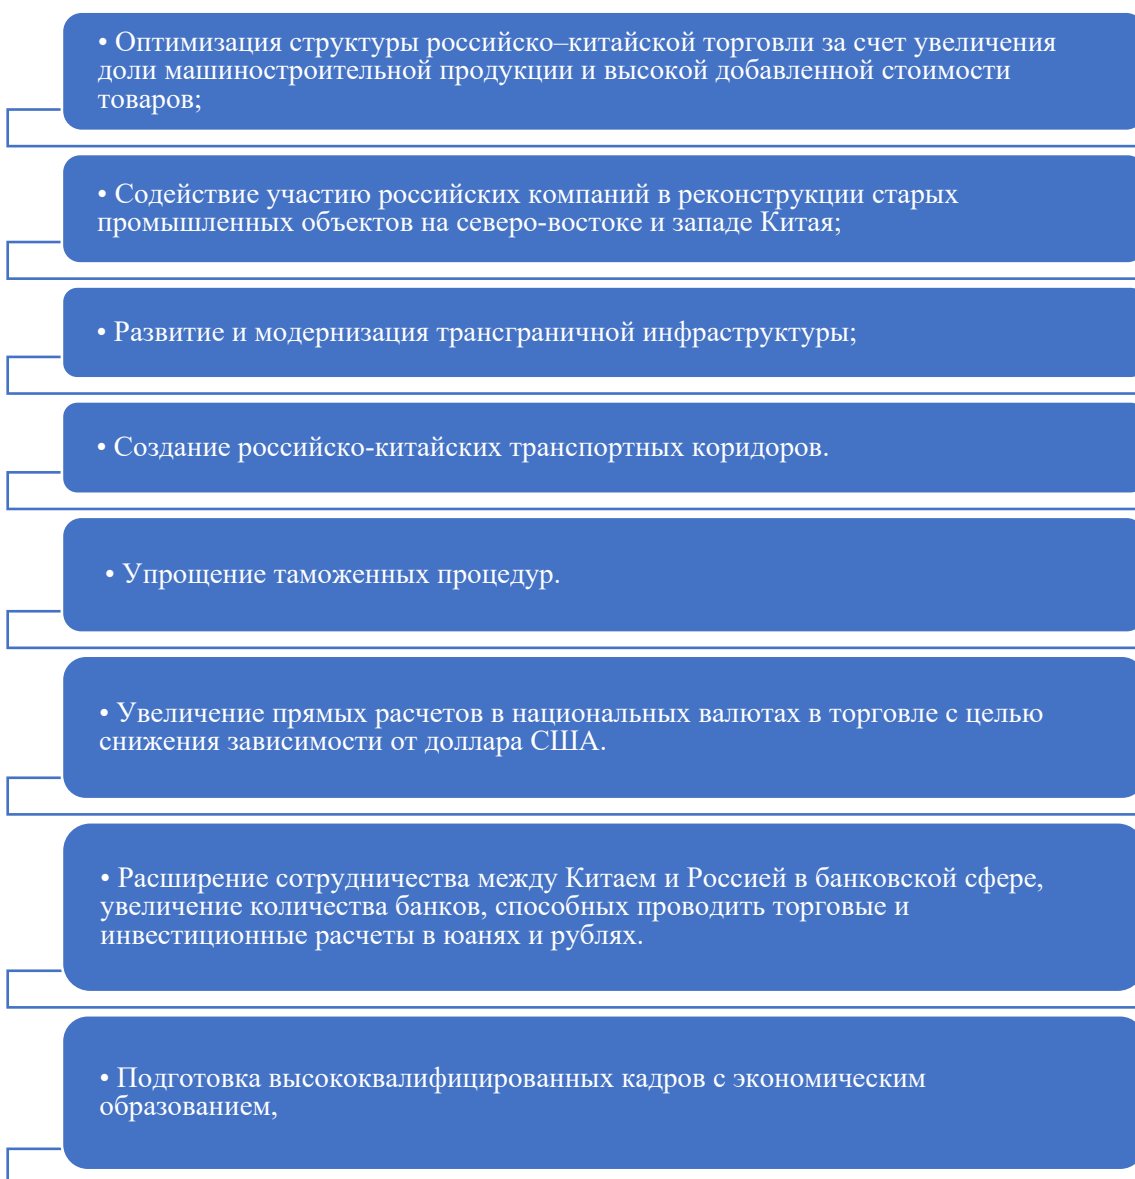 • Оптимизация структуры российско–китайской торговли за счет увеличения
доли машиностроительной продукции и высокой добавленной стоимости
товаров;
• Содействие участию российских компаний в реконструкции старых
промышленных объектов на северо-востоке и западе Китая;
• Развитие и модернизация трансграничной инфраструктуры;
• Создание российско-китайских транспортных коридоров.
• Упрощение таможенных процедур.
• Увеличение прямых расчетов в национальных валютах в торговле с целью
снижения зависимости от доллара США.
• Расширение сотрудничества между Китаем и Россией в банковской сфере,
увеличение количества банков, способных проводить торговые и
инвестиционные расчеты в юанях и рублях.
• Подготовка высококвалифицированных кадров с экономическим
образованием,